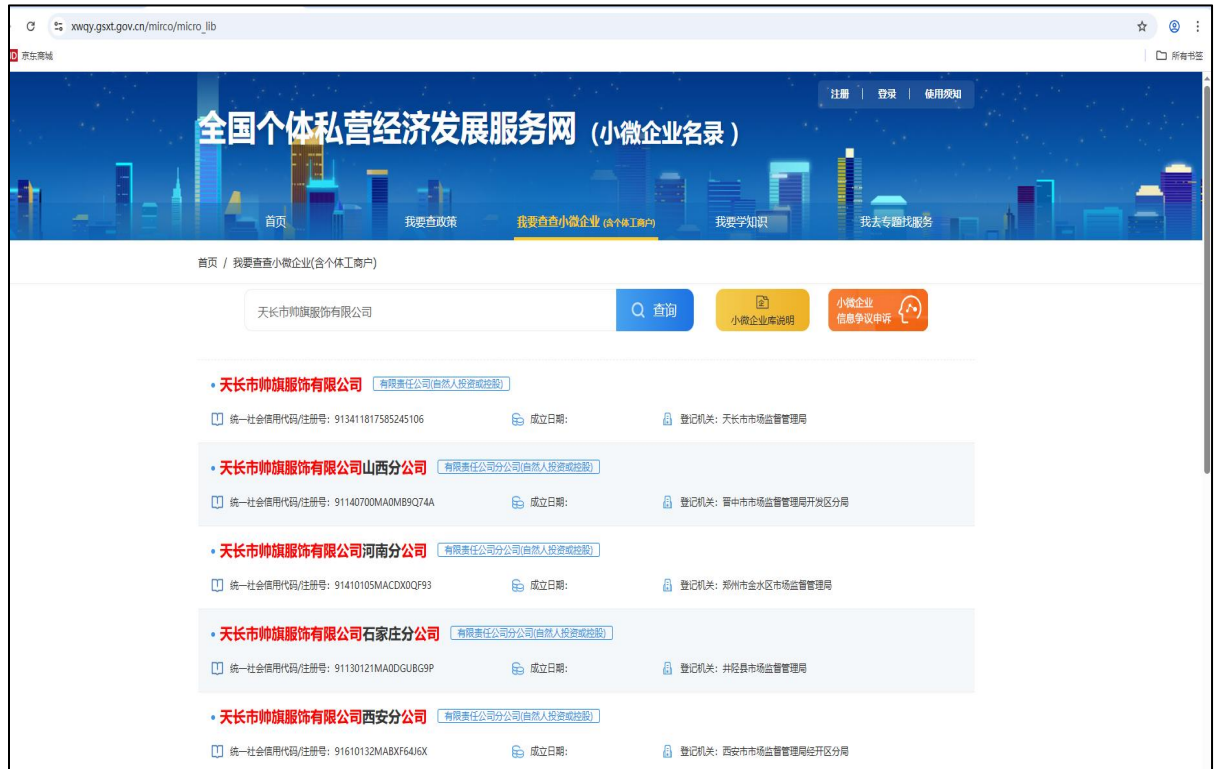 xwqy.gsxt.gov.cn/mirco/micro_lib
京东商城
所有书签
注册 | 登录 | 使用须知
全国个体私营经济发展服务网（小微企业名录）
首页 我要查政策 我要查查小微企业 (含个体工商户) 我要学知识 我去专题找服务
首页 / 我要查查小微企业(含个体工商户)
天长市帅旗服饰有限公司 查询 小微企业库说明 小微企业
信息争议申诉
天长市帅旗服饰有限公司 有限责任公司(自然人投资或控股)
统一社会信用代码/注册号：913411817585245106 成立日期： 登记机关：天长市市场监督管理局
天长市帅旗服饰有限公司山西分公司 有限责任公司分公司(自然人投资或控股)
统一社会信用代码/注册号：91140700MA0MB9Q74A 成立日期： 登记机关：晋中市市场监督管理局开发区分局
天长市帅旗服饰有限公司河南分公司 有限责任公司分公司(自然人投资或控股)
统一社会信用代码/注册号：91410105MACDX0QF93 成立日期： 登记机关：郑州市金水区市场监督管理局
天长市帅旗服饰有限公司石家庄分公司 有限责任公司分公司(自然人投资或控股)
统一社会信用代码/注册号：91130121MA0DGUBG9P 成立日期： 登记机关：井陉县市场监督管理局
天长市帅旗服饰有限公司西安分公司 有限责任公司分公司(自然人投资或控股)
统一社会信用代码/注册号：91610132MABXF64J6X 成立日期： 登记机关：西安市市场监督管理局经开区分局